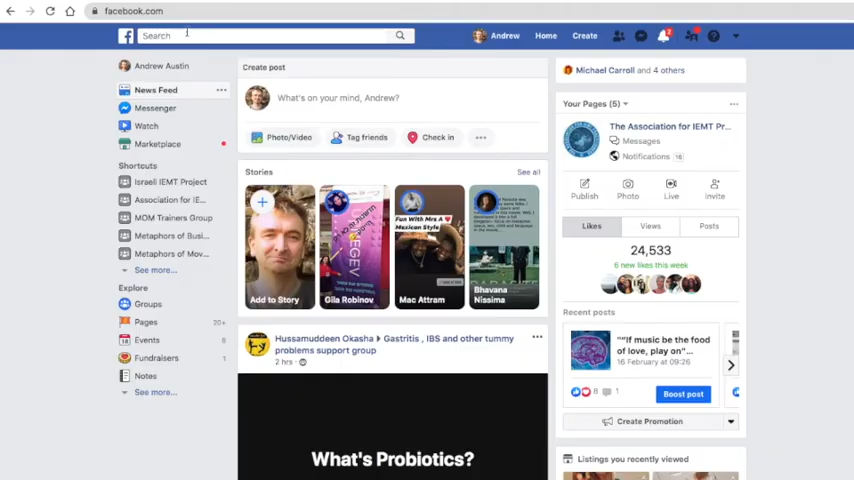 facebook.com
Search
Andrew
Home
Create
2
Andrew Austin
News Feed
Messenger
Watch
Marketplace
Shortcuts
Israeli IEMT Project
Association for IE...
MOM Trainers Group
Metaphors of Busi...
Metaphors of Mov...
See more...
Explore
Groups
Pages
20+
Events
1
Fundraisers
1
Notes
See more...
Create post
What's on your mind, Andrew?
Photo/Video
Tag friends
Check in
Stories
See all
Add to Story
NEGEV
Gila Robinov
Fun With Mrs A
Mexican Style
Mac Attram
PARASITE
Bhavana
Nissima
Hussamuddeen Okasha ▸ Gastritis , IBS and other tummy
problems support group
2 hrs ·
What's Probiotics?
Michael Carroll and 4 others
Your Pages (5)
The Association for IEMT Pr...
Messages
Notifications 16
Publish
Photo
Live
Invite
Likes
Views
Posts
24,533
6 new likes this week
Recent posts
""If music be the food
of love, play on"...
16 February at 09:26
8
1
Boost post
Create Promotion
Listings you recently viewed